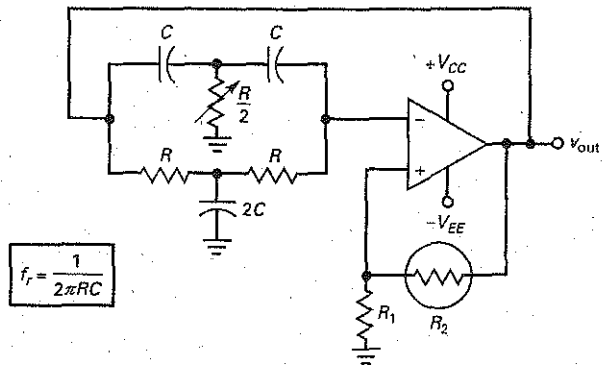 C
C
+V_CC
R/2
−
v_out
R
R
+
2C
−V_EE
f_r = 1/2πRC
R_1
R_2